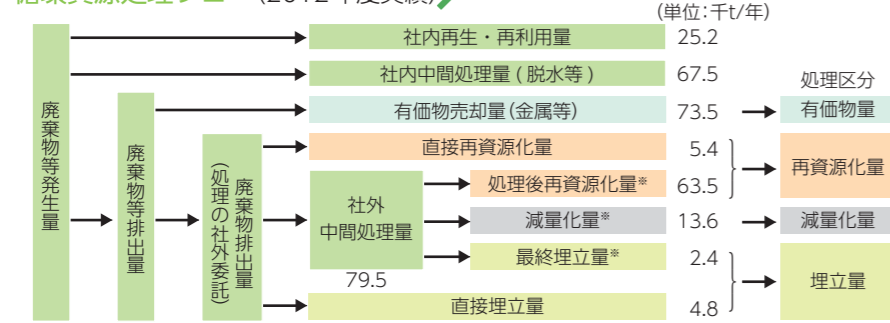 (2012年度実績)
(単位:千t/年)
社内再生・再利用量 25.2
社内中間処理量(脱水等) 67.5
処理区分
有価物売却量(金属等) 73.5 有価物量
直接再資源化量 5.4
処理後再資源化量※ 63.5
再資源化量
減量化量※ 13.6 減量化量
最終埋立量※ 2.4
直接埋立量 4.8
埋立量
社外
中間処理量
79.5
廃棄物等発生量
廃棄物等排出量
廃棄物排出量
(処理の社外委託)